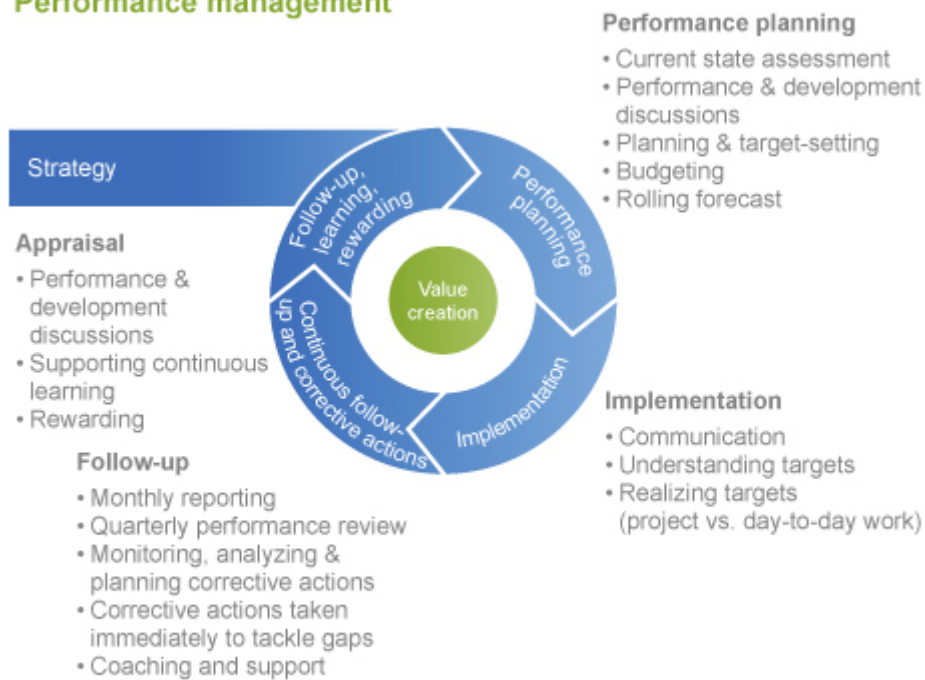 Performance management
Performance planning
• Current state assessment
• Performance & development
discussions
• Planning & target-setting
• Budgeting
• Rolling forecast
Strategy
Follow-up,
learning,
rewarding
Performance
planning
Value
creation
Continuous follow-
up and corrective actions
Implementation
Appraisal
• Performance &
development
discussions
• Supporting continuous
learning
• Rewarding
Implementation
• Communication
• Understanding targets
• Realizing targets
(project vs. day-to-day work)
Follow-up
• Monthly reporting
• Quarterly performance review
• Monitoring, analyzing &
planning corrective actions
• Corrective actions taken
immediately to tackle gaps
• Coaching and support